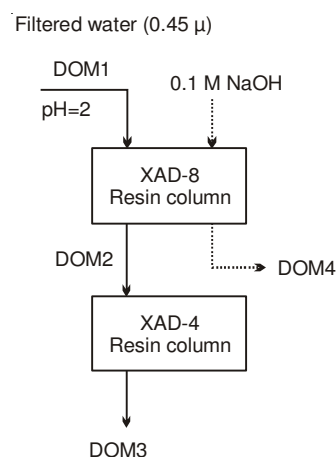 Filtered water (0.45 µ)
DOM1
0.1 M NaOH
pH=2
XAD-8
Resin column
DOM2
DOM4
XAD-4
Resin column
DOM3